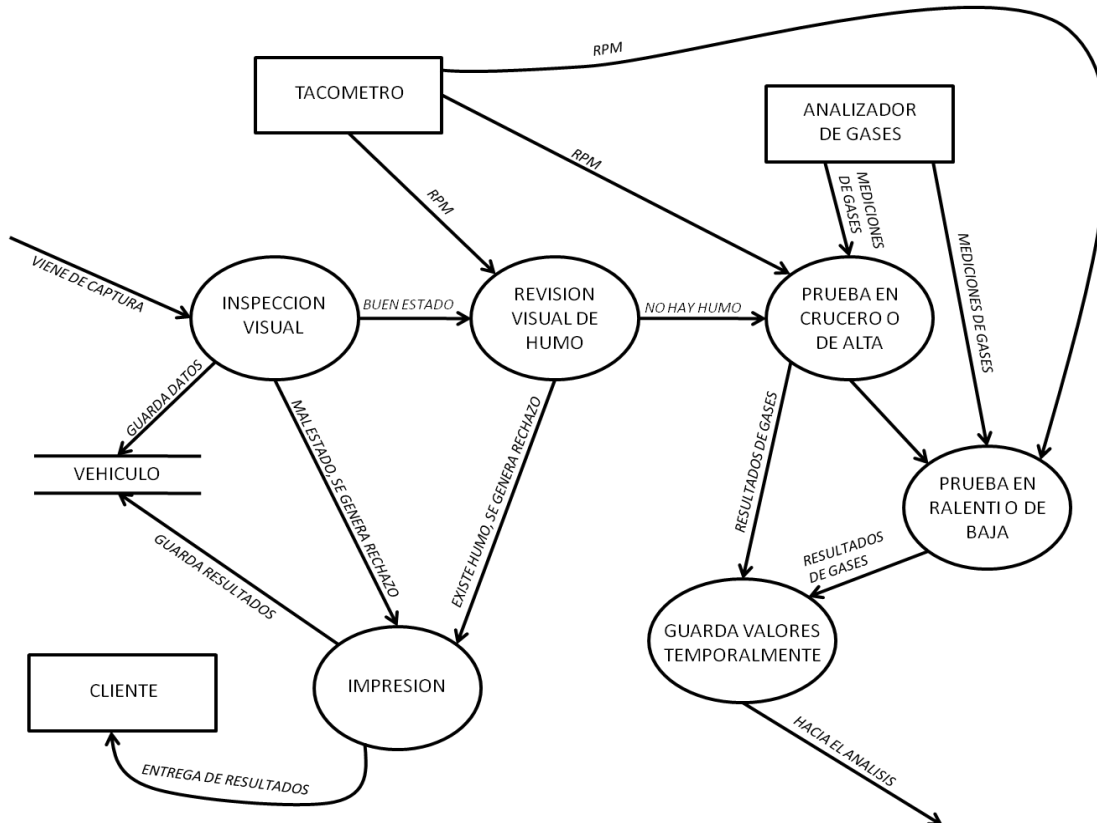 RPM
TACOMETRO
ANALIZADOR
DE GASES
RPM
RPM
MEDICIONES
DE GASES
MEDICIONES DE GASES
VIENE DE CAPTURA
INSPECCION
VISUAL
BUEN ESTADO
REVISION
VISUAL DE
HUMO
NO HAY HUMO
PRUEBA EN
CRUCERO O
DE ALTA
GUARDA DATOS
VEHICULO
MAL ESTADO, SE GENERA RECHAZO
EXISTE HUMO, SE GENERA RECHAZO
RESULTADOS DE GASES
PRUEBA EN
RALENTI O DE
BAJA
RESULTADOS
DE GASES
GUARDA RESULTADOS
GUARDA VALORES
TEMPORALMENTE
CLIENTE
IMPRESION
ENTREGA DE RESULTADOS
HACIA EL ANALISIS